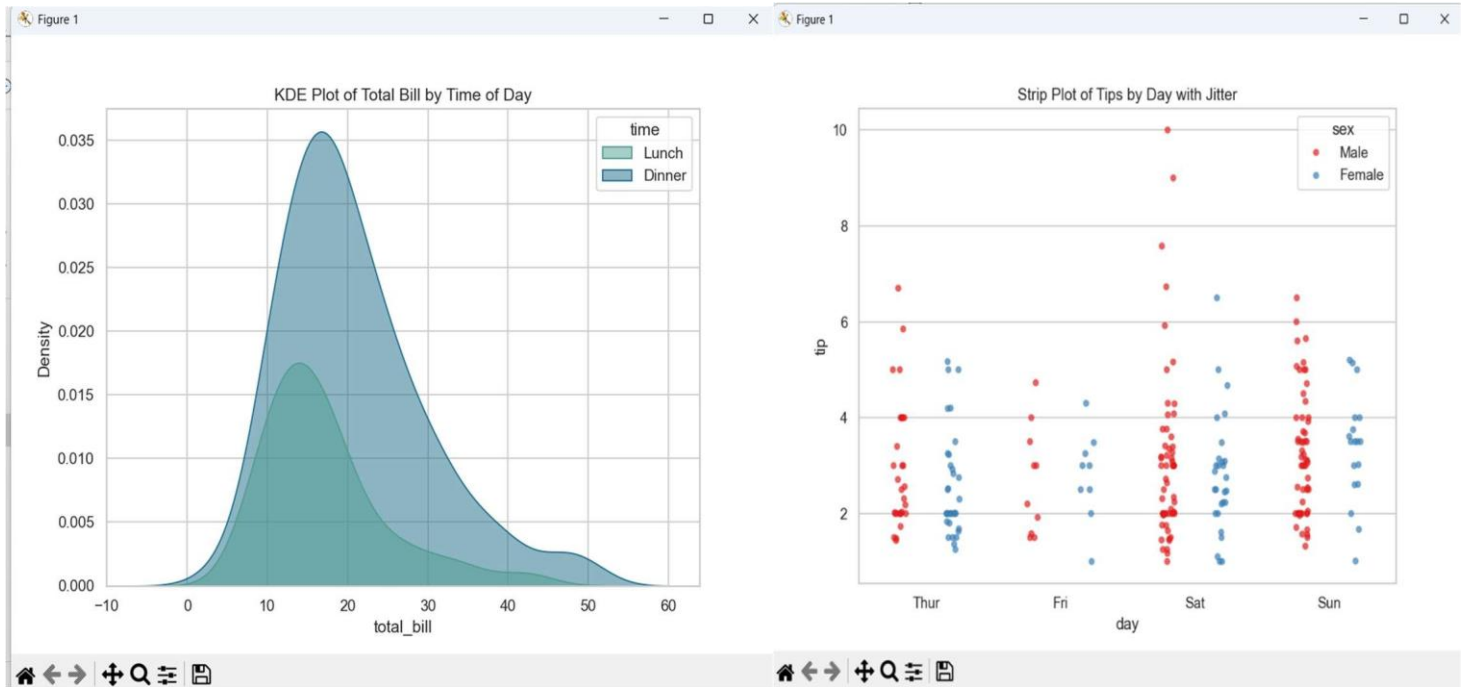 Figure 1
KDE Plot of Total Bill by Time of Day
time
Lunch
Dinner
Density
0.035
0.030
0.025
0.020
0.015
0.010
0.005
0.000
−10 0 10 20 30 40 50 60
total_bill
Figure 1
Strip Plot of Tips by Day with Jitter
sex
Male
Female
tip
10
8
6
4
2
Thur Fri Sat Sun
day